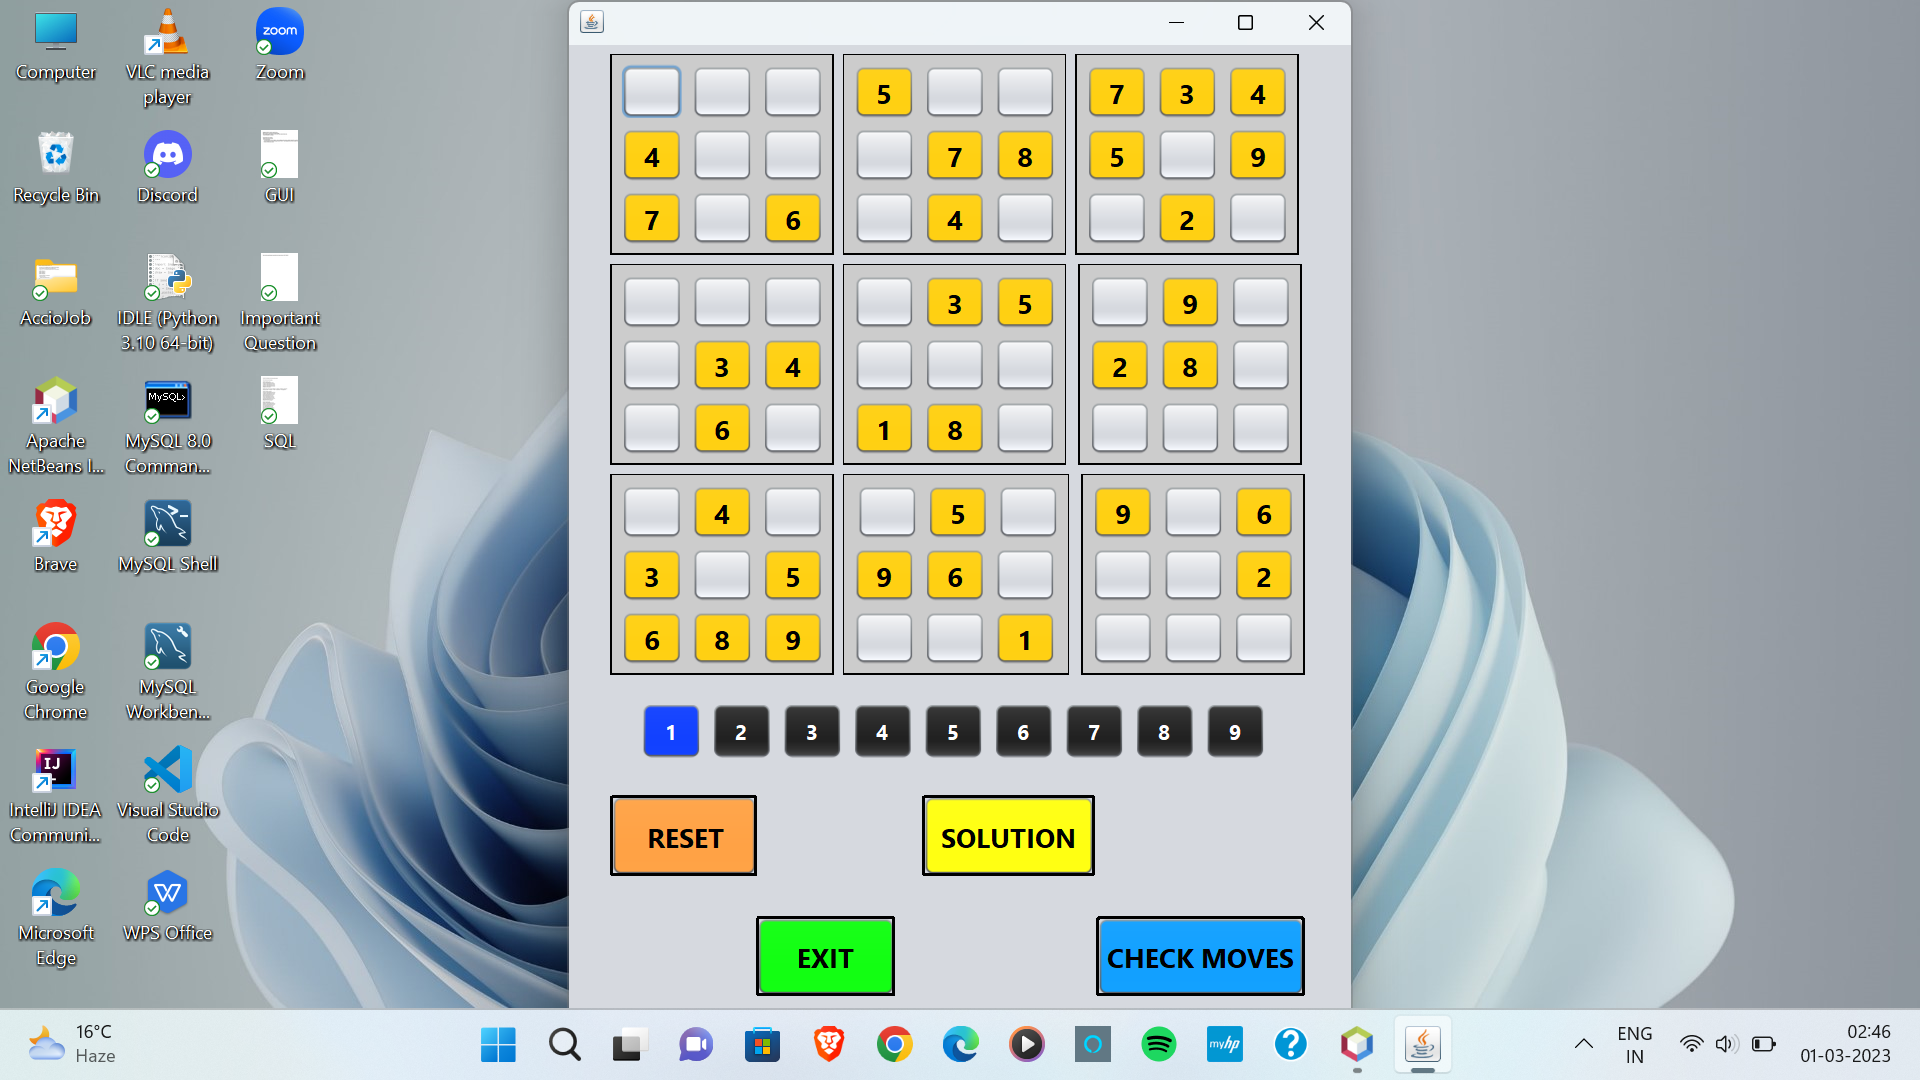 Computer
VLC media
player
Zoom
zoom
Recycle Bin
Discord
GUI
AccioJob
IDLE (Python
3.10 64-bit)
Important
Question
Apache
NetBeans I...
MySQL>
MySQL 8.0
Comman...
SQL
Brave
MySQL Shell
Google
Chrome
MySQL
Workben...
IJ
IntelliJ IDEA
Communi...
Visual Studio
Code
Microsoft
Edge
W
WPS Office
5 7 3 4
4 7 8 5 9
7 6 4 2
3 5 9
3 4 2 8
6 1 8
4 5 9 6
3 5 9 6 2
6 8 9 1
1 2 3 4 5 6 7 8 9
RESET
SOLUTION
EXIT
CHECK MOVES
16°C
Haze
myhp
?
ENG
IN
02:46
01-03-2023